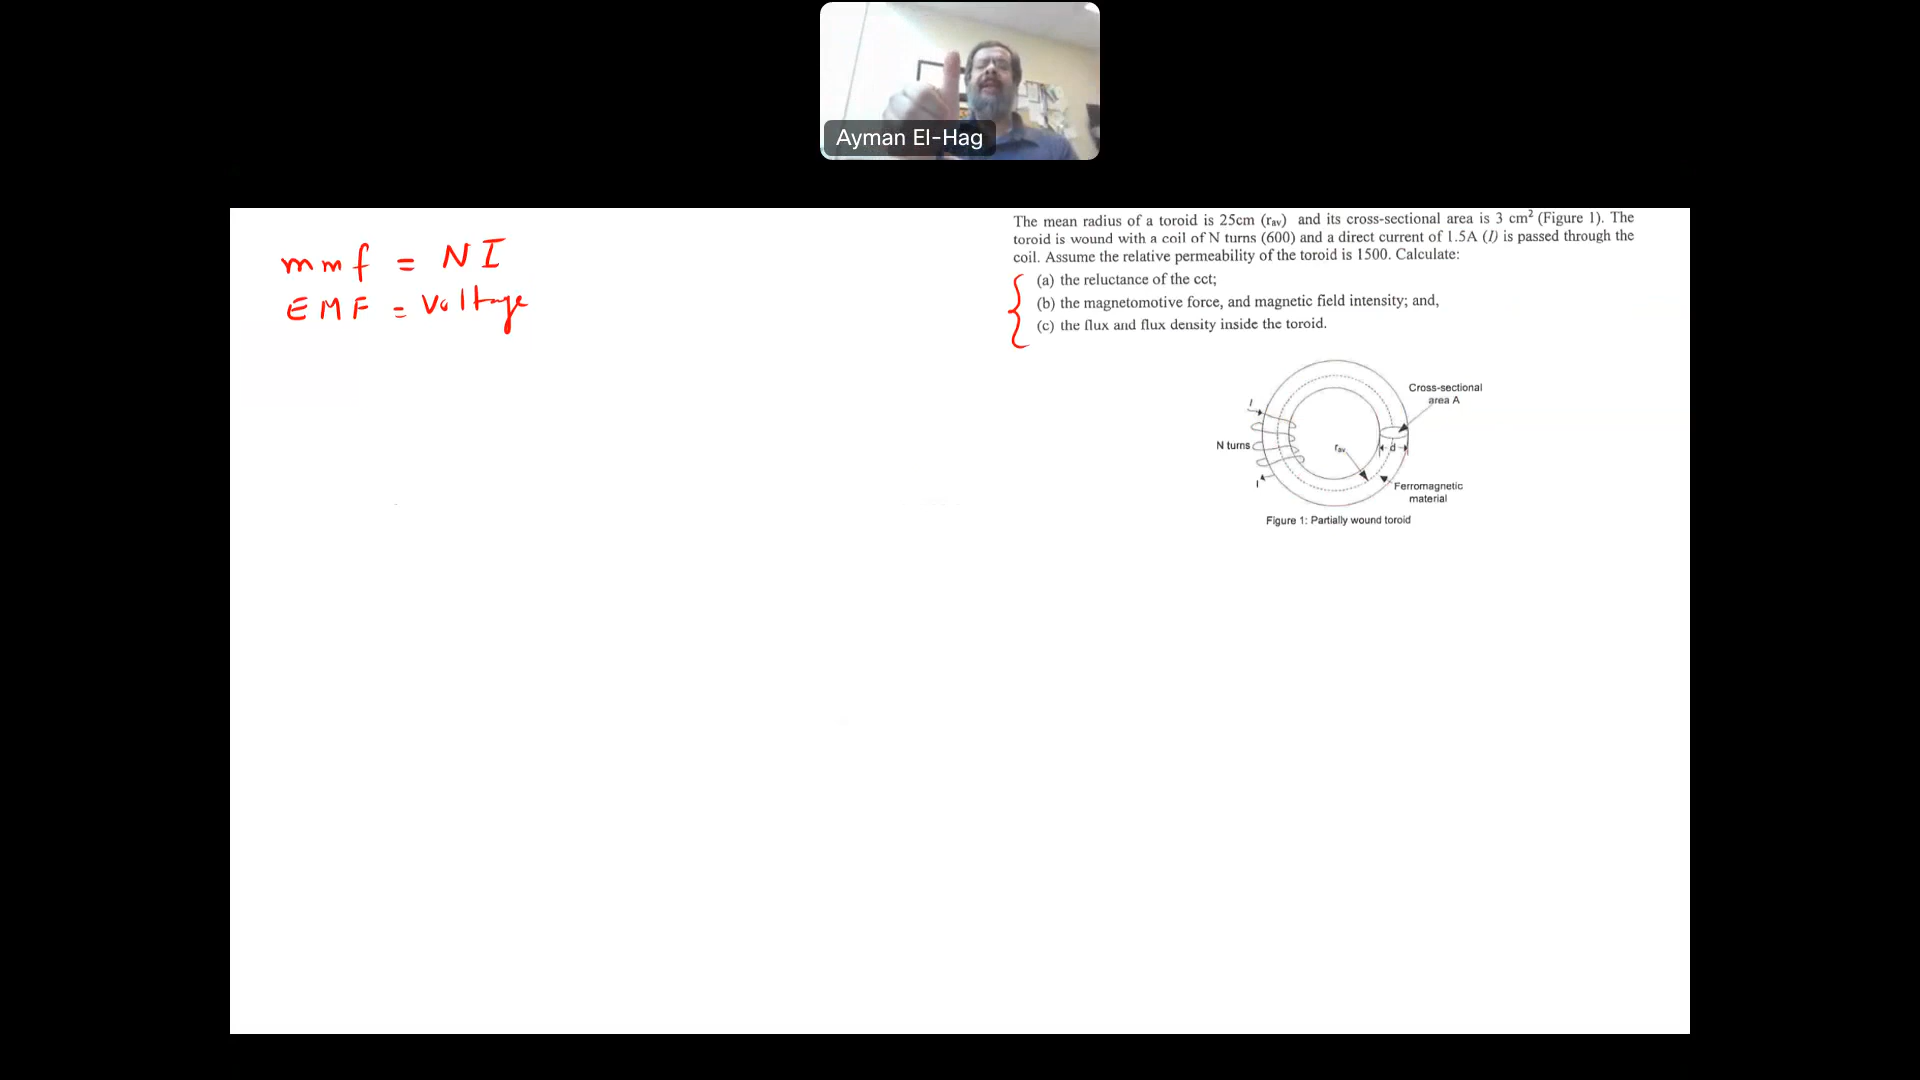 Ayman El-Hag
mmf = NI
EMF = Voltage
The mean radius of a toroid is 25cm (rav) and its cross-sectional area is 3 cm² (Figure 1). The
toroid is wound with a coil of N turns (600) and a direct current of 1.5A (I) is passed through the
coil. Assume the relative permeability of the toroid is 1500. Calculate:
(a) the reluctance of the cct;
(b) the magnetomotive force, and magnetic field intensity; and,
(c) the flux and flux density inside the toroid.
Cross-sectional
area A
I
N turns
rav
d
I
Ferromagnetic
material
Figure 1: Partially wound toroid